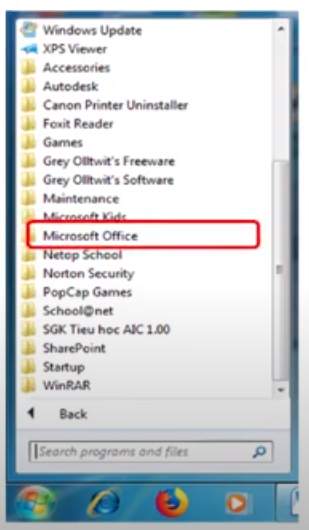 Windows Update
XPS Viewer
Accessories
Autodesk
Canon Printer Uninstaller
Foxit Reader
Games
Grey Olltwit's Freeware
Grey Olltwit's Software
Maintenance
Microsoft Kids
Microsoft Office
Netop School
Norton Security
PopCap Games
School@net
SGK Tieu hoc AIC 1.00
SharePoint
Startup
WinRAR
Back
Search programs and files